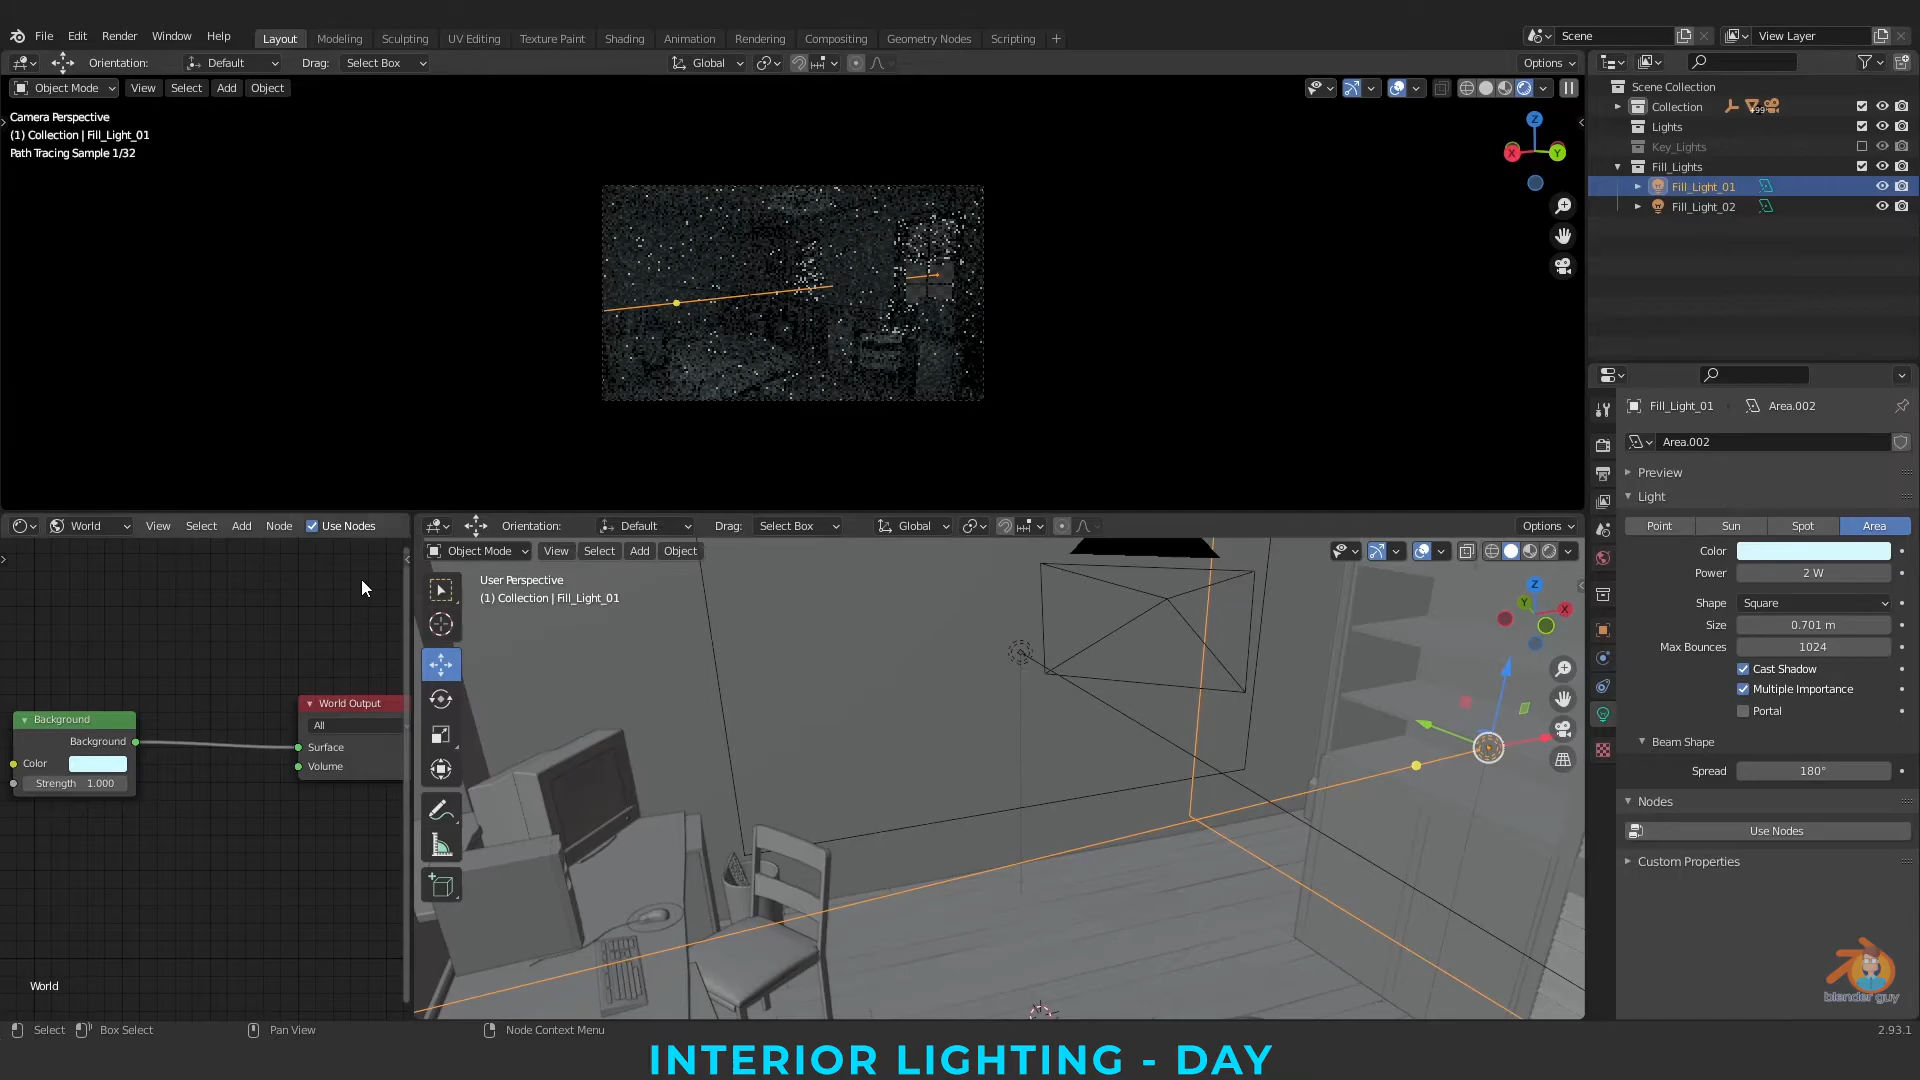 File Edit Render Window Help Layout Modeling Sculpting UV Editing Texture Paint Shading Animation Rendering Compositing Geometry Nodes Scripting + Scene View Layer
Orientation: Default Drag: Select Box Global Options
Object Mode View Select Add Object
Camera Perspective
(1) Collection | Fill_Light_01
Path Tracing Sample 1/32
Z
X Y
Scene Collection
Collection +99
Lights
Key_Lights
Fill_Lights
Fill_Light_01
Fill_Light_02
Fill_Light_01 Area.002
Area.002
Preview
Light
Point Sun Spot Area
Color
Power 2 W
Shape Square
Size 0.701 m
Max Bounces 1024
Cast Shadow
Multiple Importance
Portal
Beam Shape
Spread 180°
Nodes
Use Nodes
Custom Properties
World View Select Add Node Use Nodes
Background
Background
Color
Strength 1.000
World Output
All
Surface
Volume
World
Orientation: Default Drag: Select Box Global Options
Object Mode View Select Add Object
User Perspective
(1) Collection | Fill_Light_01
Z
Y X
blender guy
Select Box Select Pan View Node Context Menu 2.93.1
INTERIOR LIGHTING - DAY